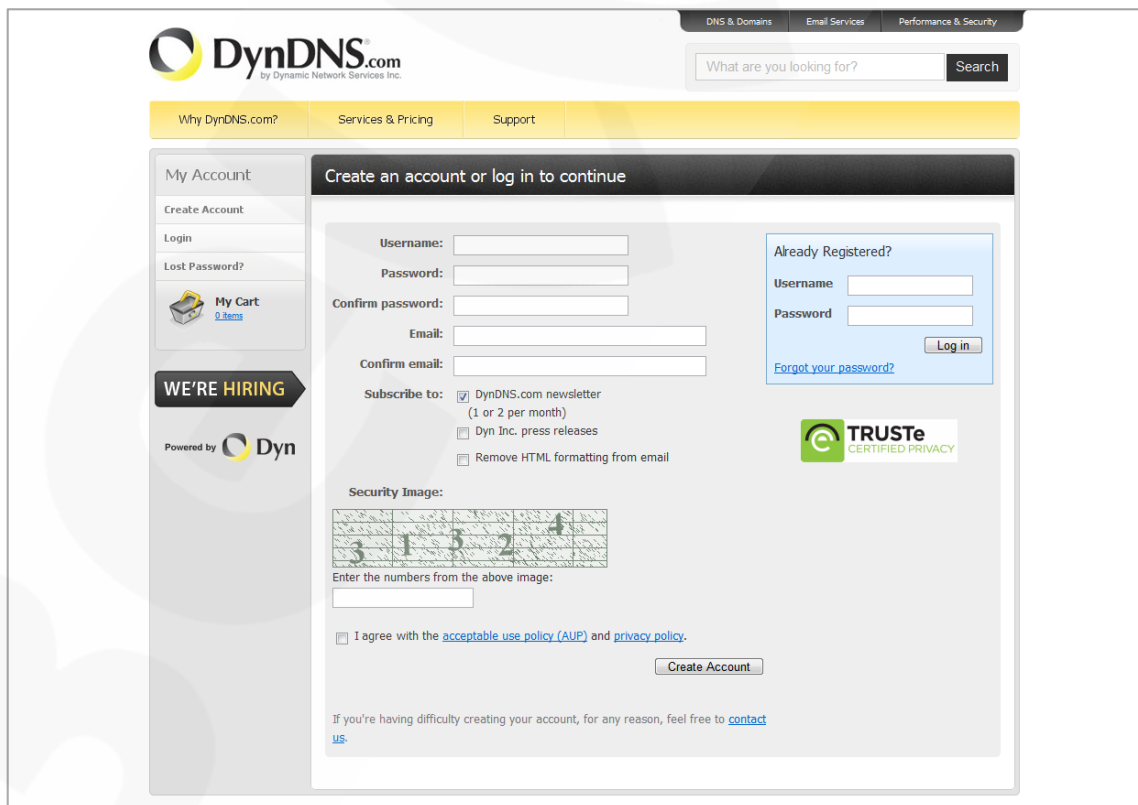 DNS & Domains
Email Services
Performance & Security
DynDNS.com
by Dynamic Network Services Inc.
What are you looking for?
Search
Why DynDNS.com?
Services & Pricing
Support
My Account
Create Account
Login
Lost Password?
My Cart
0 items
WE'RE HIRING
Powered by Dyn
Create an account or log in to continue
Username:
Password:
Confirm password:
Email:
Confirm email:
Subscribe to:
DynDNS.com newsletter
(1 or 2 per month)
Dyn Inc. press releases
Remove HTML formatting from email
Security Image:
3 1 3 2 4
Enter the numbers from the above image:
I agree with the acceptable use policy (AUP) and privacy policy.
Create Account
If you're having difficulty creating your account, for any reason, feel free to contact
us.
Already Registered?
Username
Password
Log in
Forgot your password?
TRUSTe
CERTIFIED PRIVACY